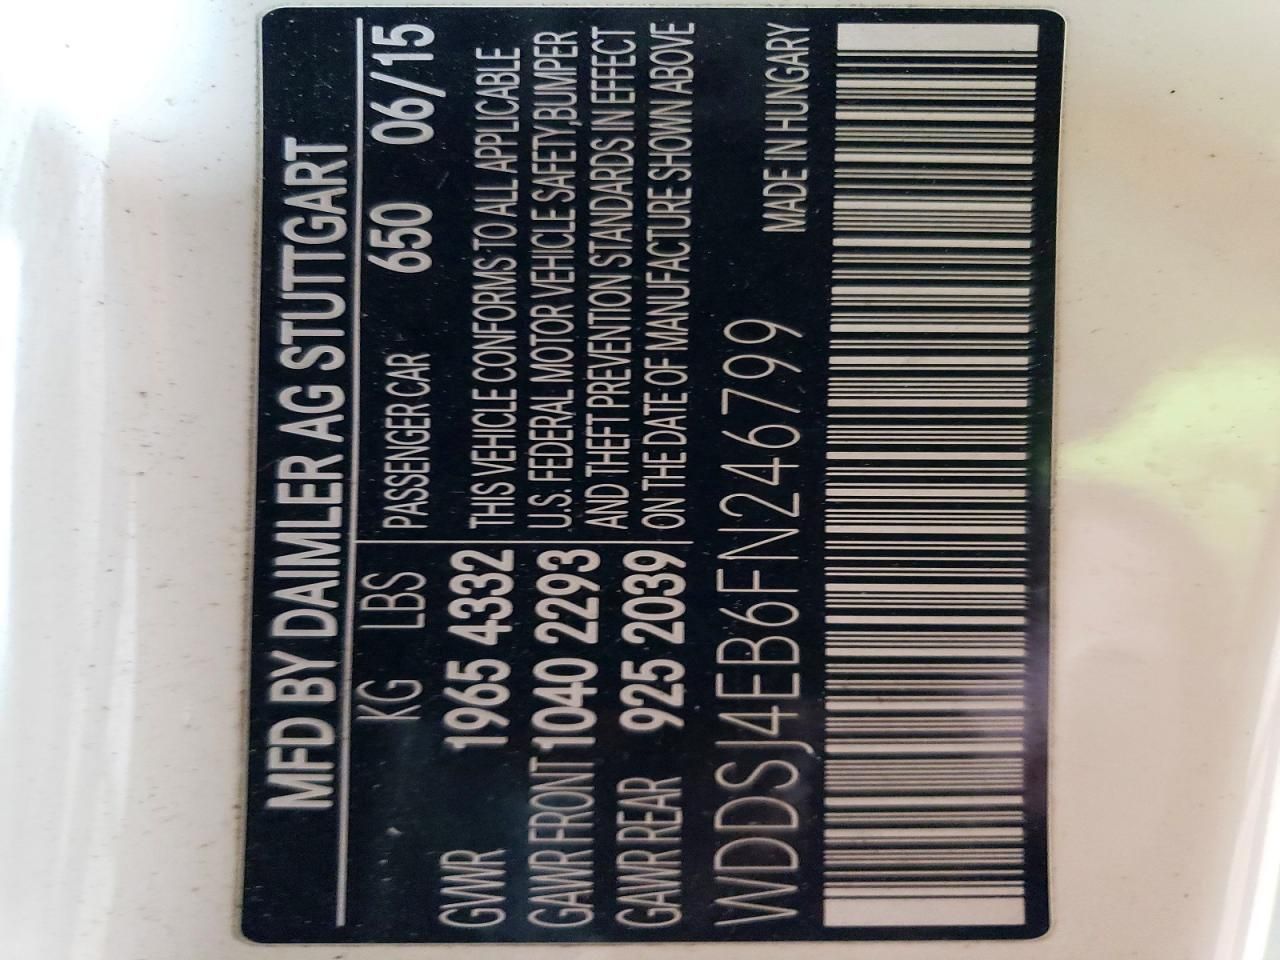 MFD BY DAIMLER AG STUTTGART
KG LBS PASSENGER CAR 650 06/15
GWWR 1965 4332 THIS VEHICLE CONFORMS TO ALL APPLICABLE
GAWR FRONT 1040 2293 U.S. FEDERAL MOTOR VEHICLE SAFETY,BUMPER
GAWR REAR 925 2039 AND THEFT PREVENTION STANDARDS IN EFFECT
ON THE DATE OF MANUFACTURE SHOWN ABOVE
WDDSJ4EB6FN246799 MADE IN HUNGARY